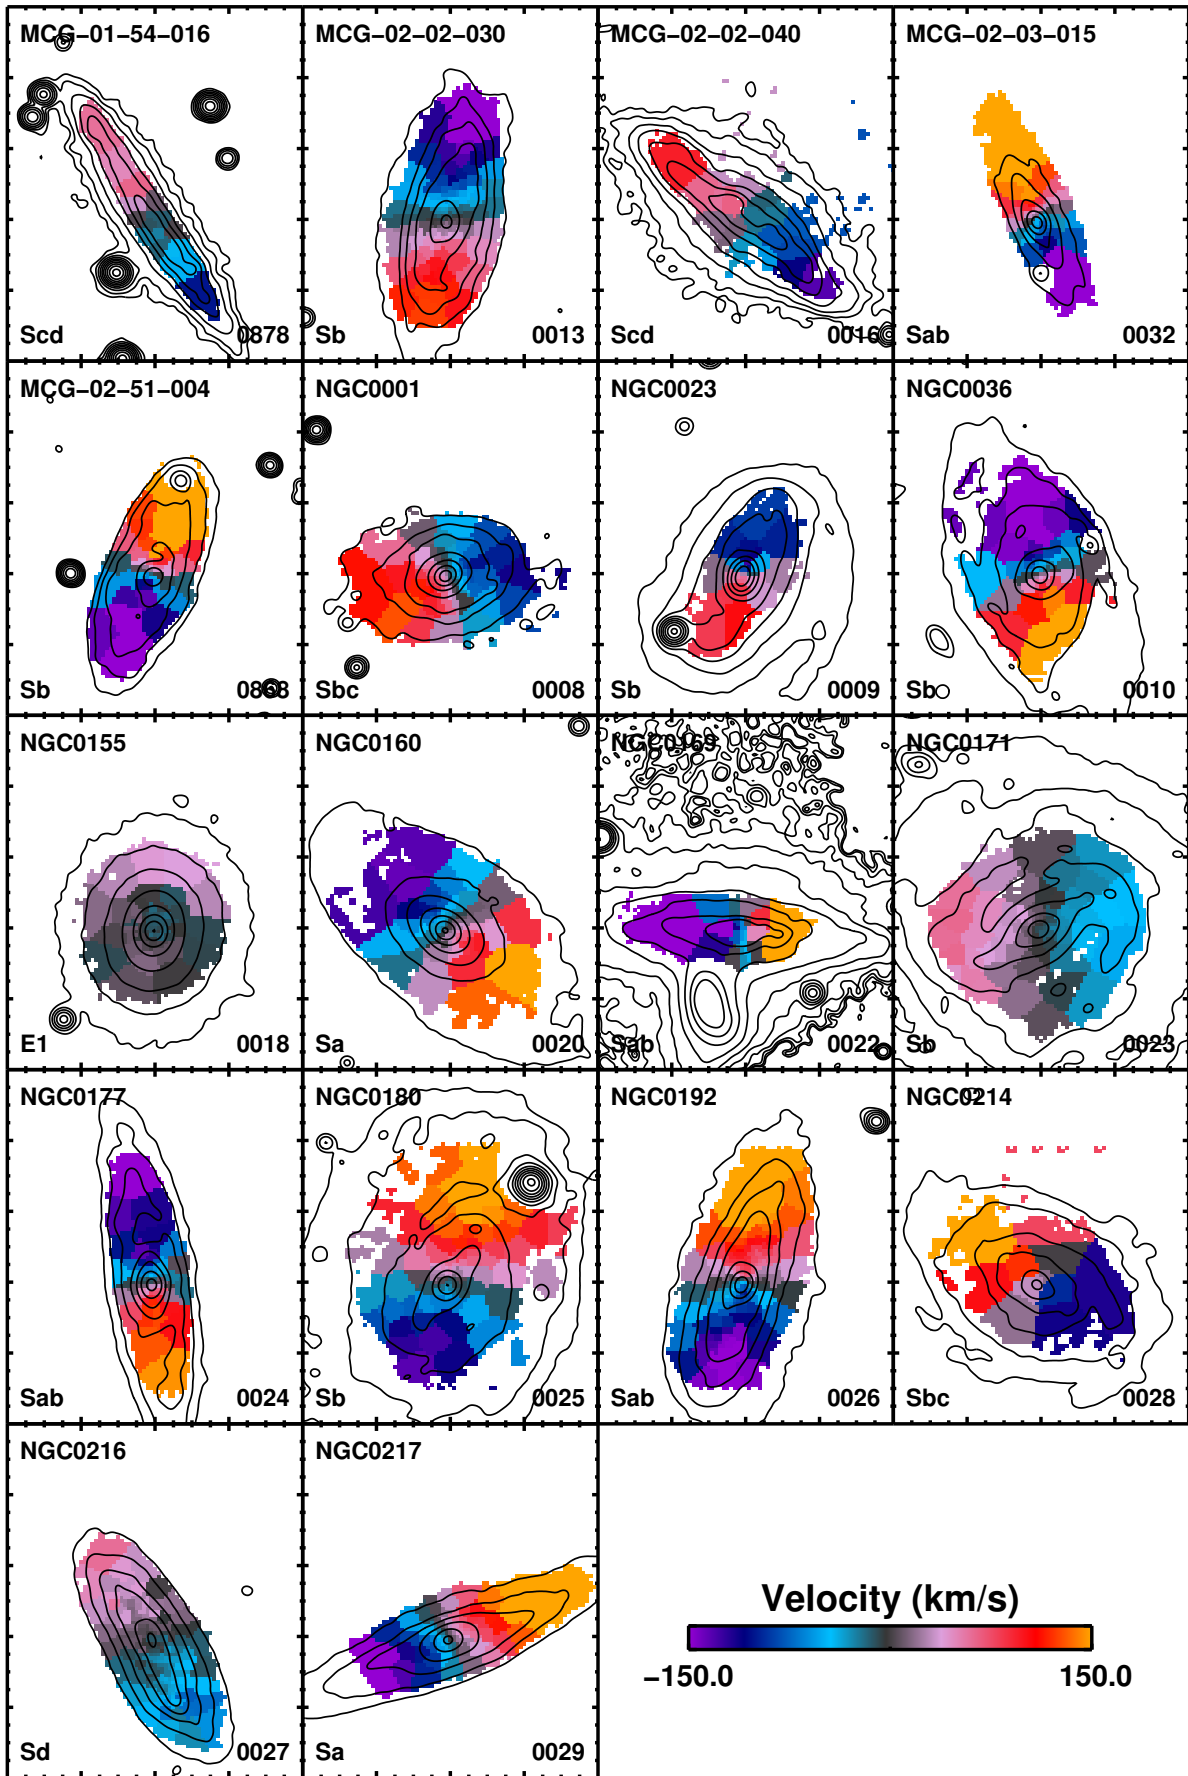 MCG−01−54−016 MCG−02−02−030 MCG−02−02−040 MCG−02−03−015
Scd 0878 Sb 0013 Scd 0016 Sab 0032
MCG−02−51−004 NGC0001 NGC0023 NGC0036
Sb 0868 Sbc 0008 Sb 0009 Sb 0010
NGC0155 NGC0160 NGC0169 NGC0171
E1 0018 Sa 0020 Sab 0022 Sb 0023
NGC0177 NGC0180 NGC0192 NGC0214
Sab 0024 Sb 0025 Sab 0026 Sbc 0028
NGC0216 NGC0217
Sd 0027 Sa 0029
Velocity (km/s)
−150.0 150.0